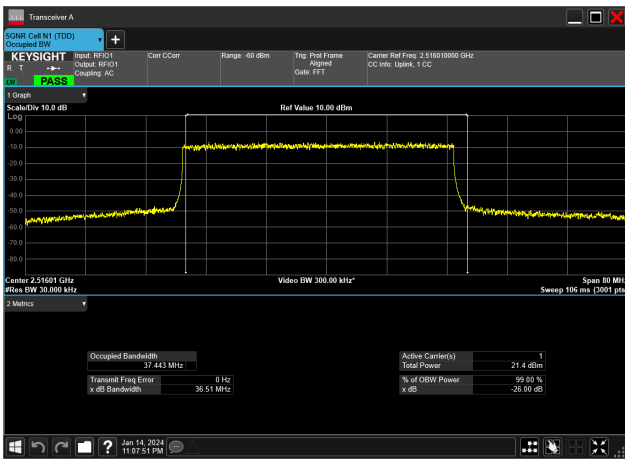 Transceiver A
5GNR Cell N1 (TDD)
Occupied BW
KEYSIGHT
R T
PASS
Input: RFIO1
Output: RFIO1
Coupling: AC
Corr CCorr
Range: -60 dBm
Trig: Prot Frame
Aligned
Gate: FFT
Carrier Ref Freq: 2.516010000 GHz
CC Info: Uplink, 1 CC
1 Graph
Scale/Div 10.0 dB
Ref Value 10.00 dBm
Log
0.00
-10.0
-20.0
-30.0
-40.0
-50.0
-60.0
-70.0
-80.0
Center 2.51601 GHz
Video BW 300.00 kHz*
Span 80 MHz
#Res BW 30.000 kHz
Sweep 106 ms (3001 pts
2 Metrics
Occupied Bandwidth
37.443 MHz
Transmit Freq Error 0 Hz
x dB Bandwidth 36.51 MHz
Active Carrier(s) 1
Total Power 21.4 dBm
% of OBW Power 99.00 %
x dB -26.00 dB
?
Jan 14, 2024
11:07:51 PM